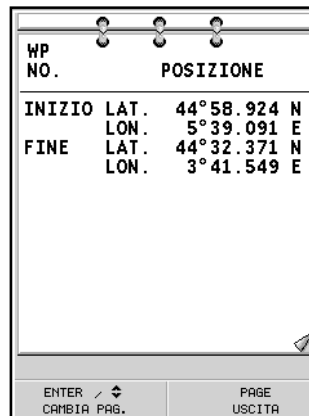 WP
NO. POSIZIONE
INIZIO LAT. 44°58.924 N
LON. 5°39.091 E
FINE LAT. 44°32.371 N
LON. 3°41.549 E
ENTER / ⬍ PAGE
CAMBIA PAG. USCITA